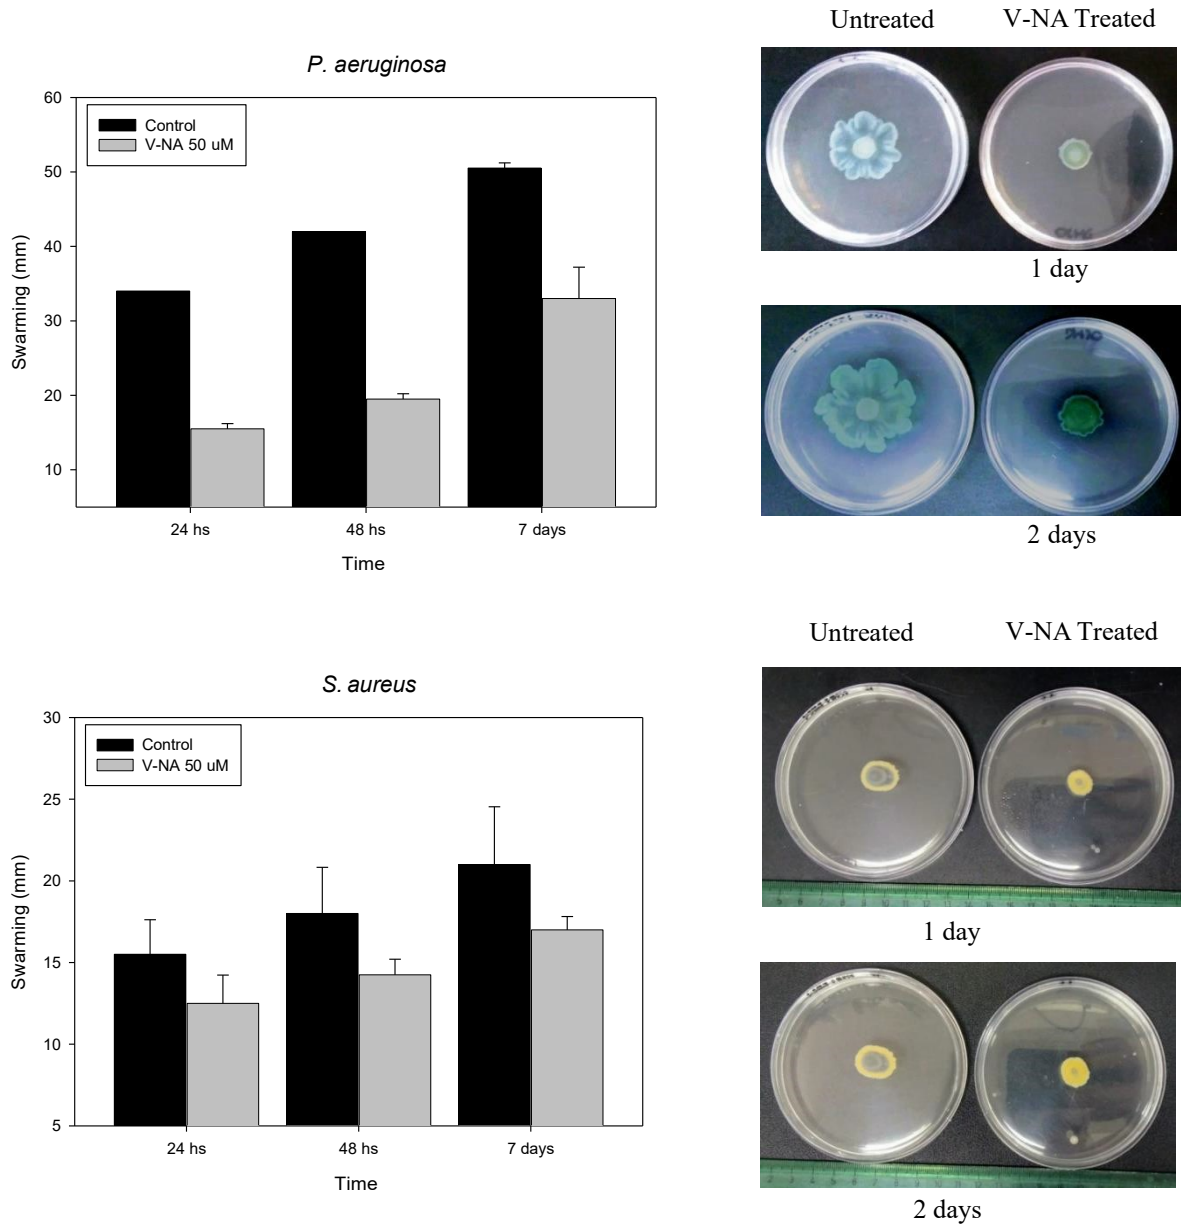 Untreated V-NA Treated
P. aeruginosa
Control
V-NA 50 uM
60
50
40
30
20
10
Swarming (mm)
24 hs 48 hs 7 days
Time
1 day
2 days
Untreated V-NA Treated
S. aureus
Control
V-NA 50 uM
30
25
20
15
10
5
Swarming (mm)
24 hs 48 hs 7 days
Time
1 day
2 days